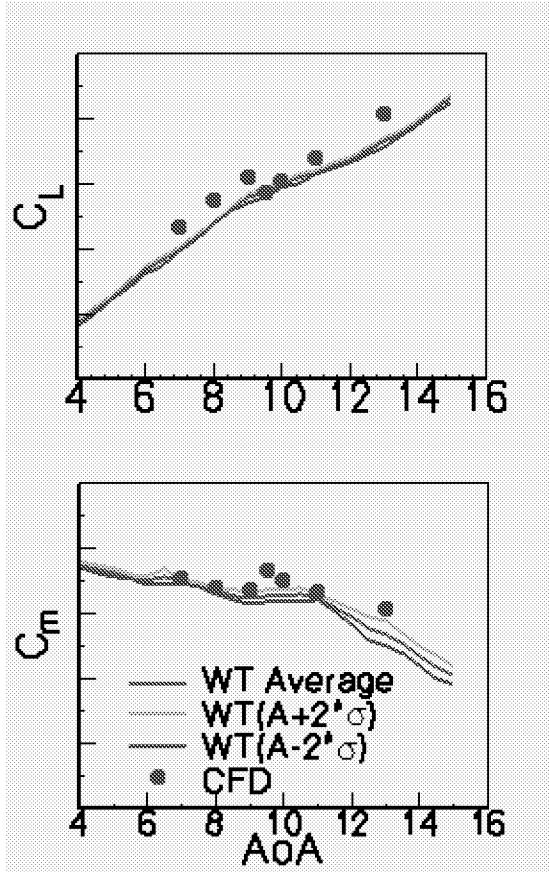 C_L
4 6 8 10 12 14 16
C_m
WT Average
WT(A+2*σ)
WT(A-2*σ)
CFD
4 6 8 10 12 14 16
AoA